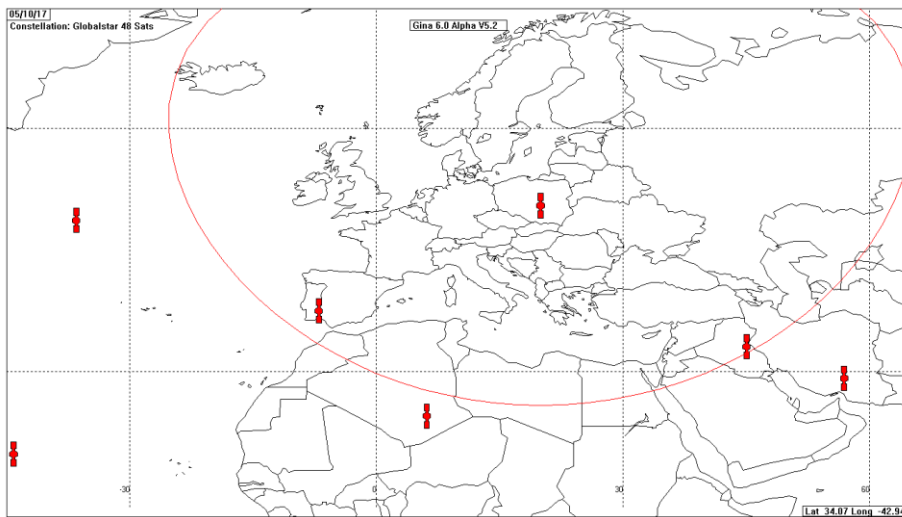 05/10/17
Constellation: Globalstar 48 Sats
Gina 6.0 Alpha V5.2
-30
0
30
60
Lat 34.07 Long -42.94